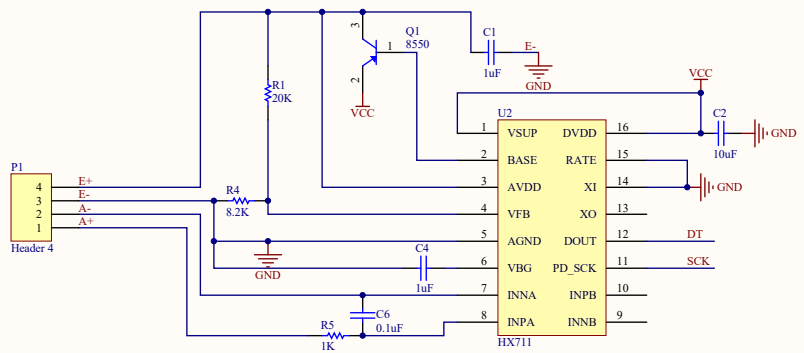 3
Q1
8550
1
2
VCC
C1
1uF
E-
GND
R1
20K
VCC
C2
10uF
GND
U2
1 VSUP DVDD 16
2 BASE RATE 15
3 AVDD XI 14
4 VFB XO 13
5 AGND DOUT 12
6 VBG PD_SCK 11
7 INNA INPB 10
8 INPA INNB 9
HX711
GND
DT
SCK
P1
4 E+
3 E-
2 A-
1 A+
Header 4
R4
8.2K
GND
C4
1uF
C6
0.1uF
R5
1K